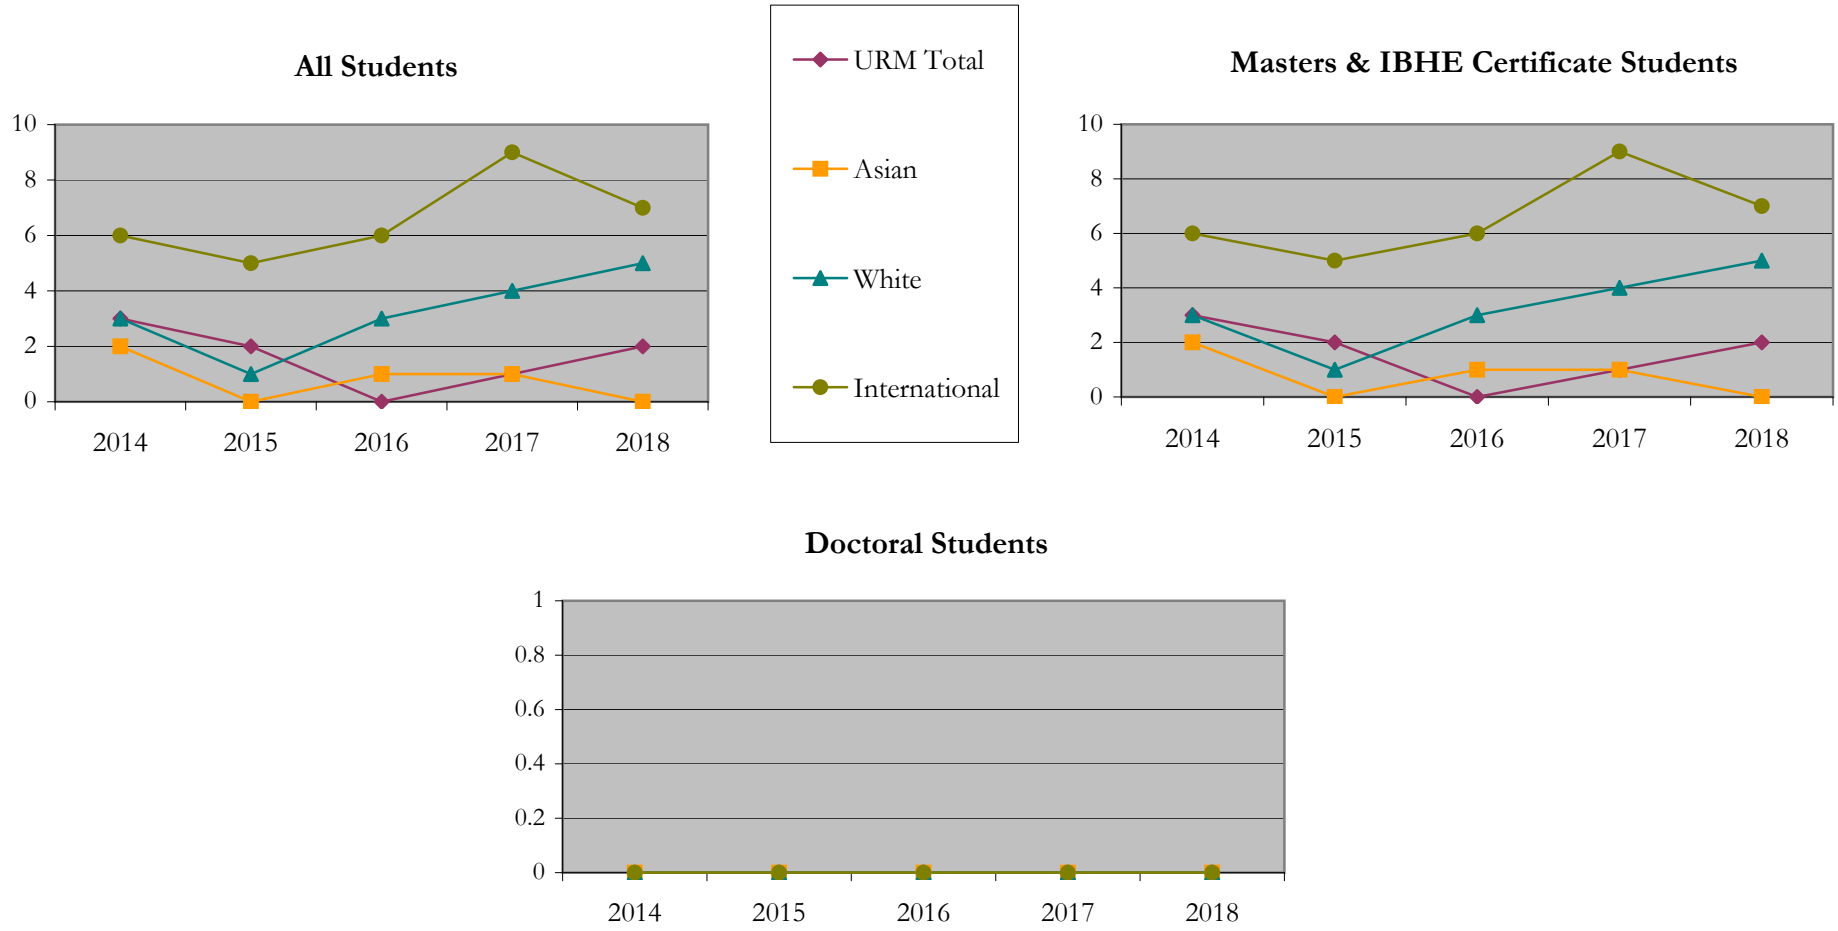 All Students
10
8
6
4
2
0
2014 2015 2016 2017 2018
URM Total
Asian
White
International
Masters & IBHE Certificate Students
10
8
6
4
2
0
2014 2015 2016 2017 2018
Doctoral Students
1
0.8
0.6
0.4
0.2
0
2014 2015 2016 2017 2018